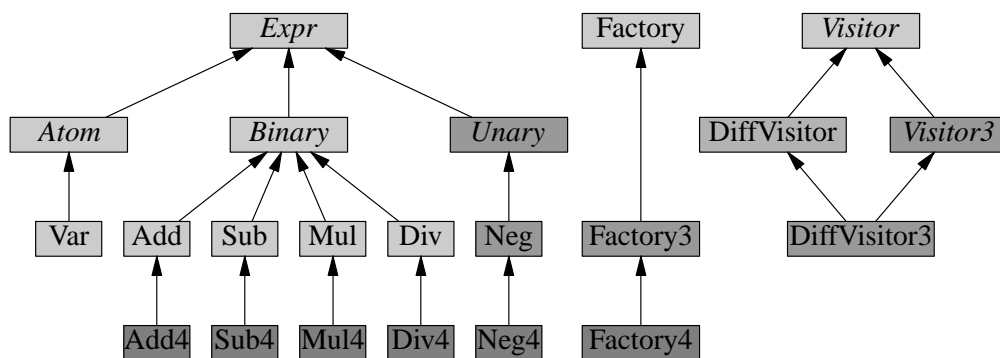 Expr Factory Visitor
Atom Binary Unary DiffVisitor Visitor3
Var Add Sub Mul Div Neg Factory3 DiffVisitor3
Add4 Sub4 Mul4 Div4 Neg4 Factory4